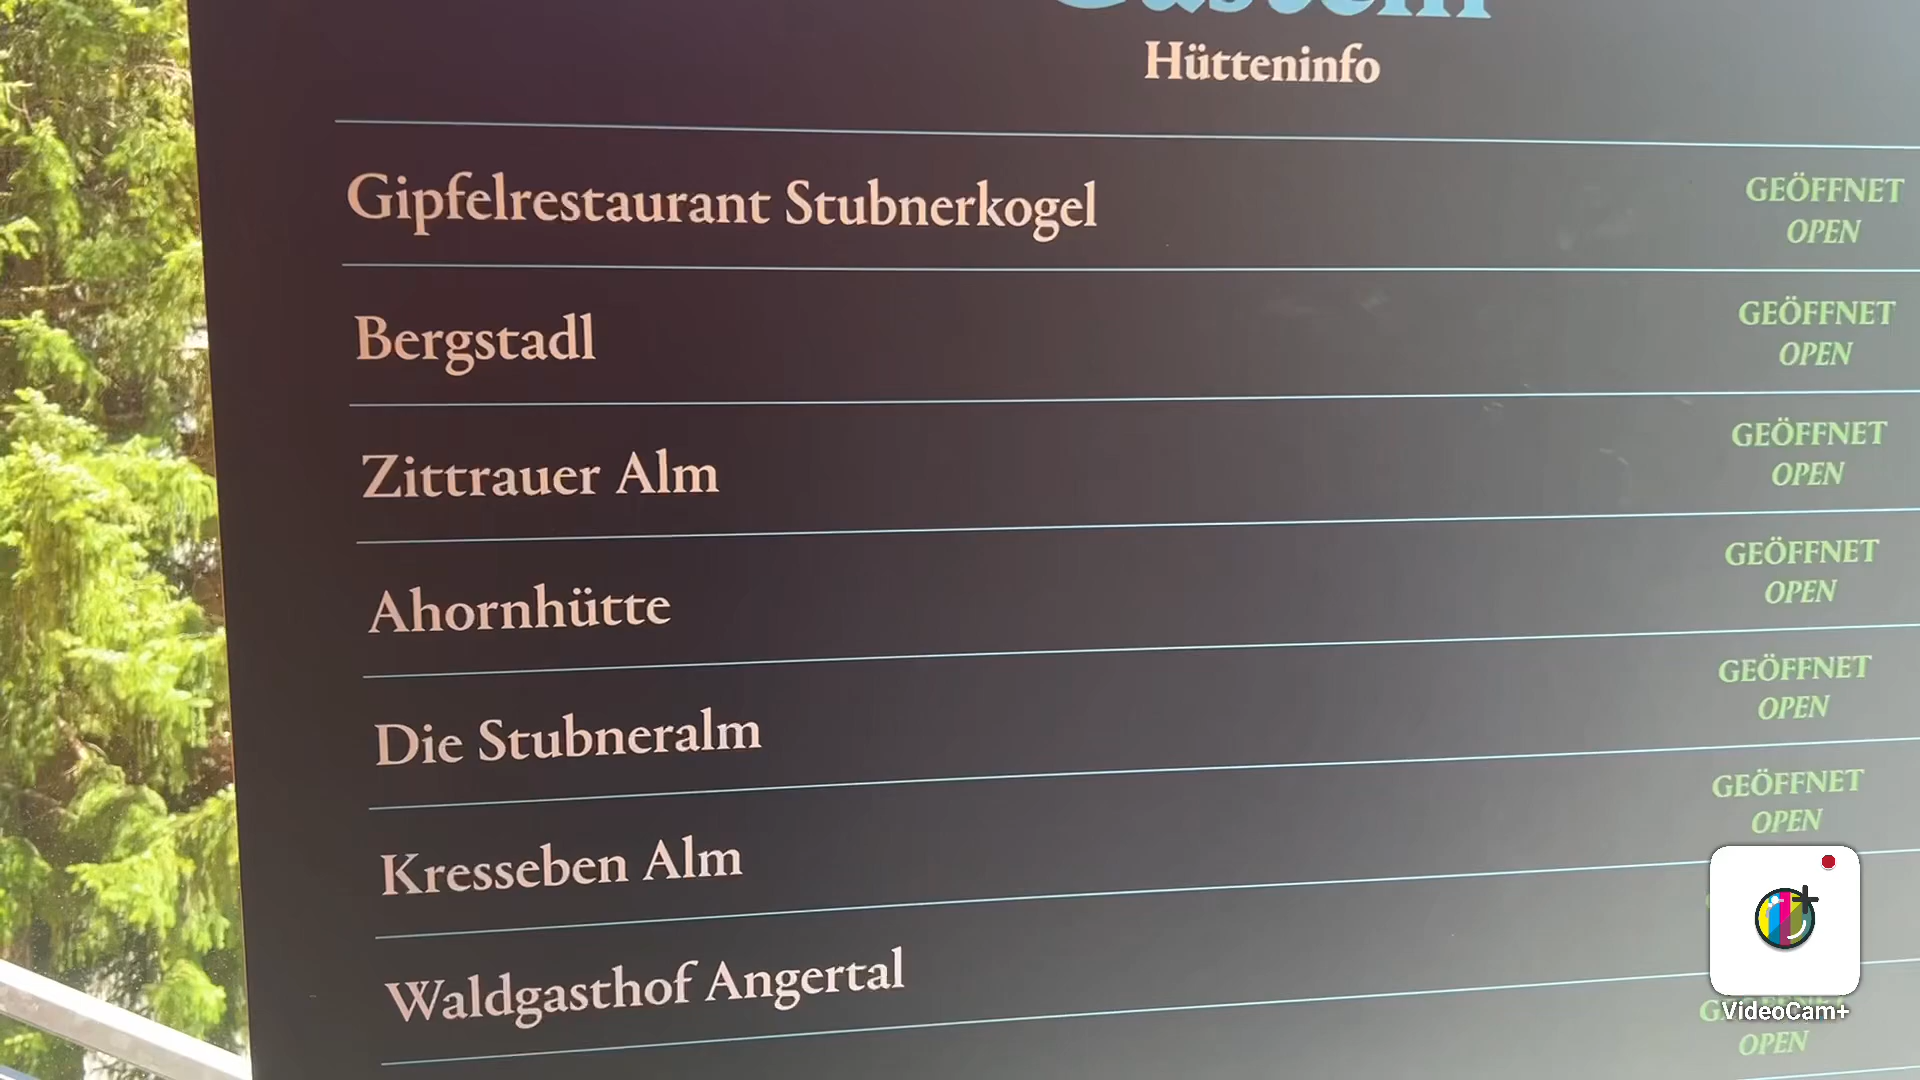 Gastein
Hütteninfo
Gipfelrestaurant Stubnerkogel
GEÖFFNET
OPEN
Bergstadl
GEÖFFNET
OPEN
Zittrauer Alm
GEÖFFNET
OPEN
Ahornhütte
GEÖFFNET
OPEN
Die Stubneralm
GEÖFFNET
OPEN
Kresseben Alm
GEÖFFNET
OPEN
Waldgasthof Angertal
OPEN
VideoCam+